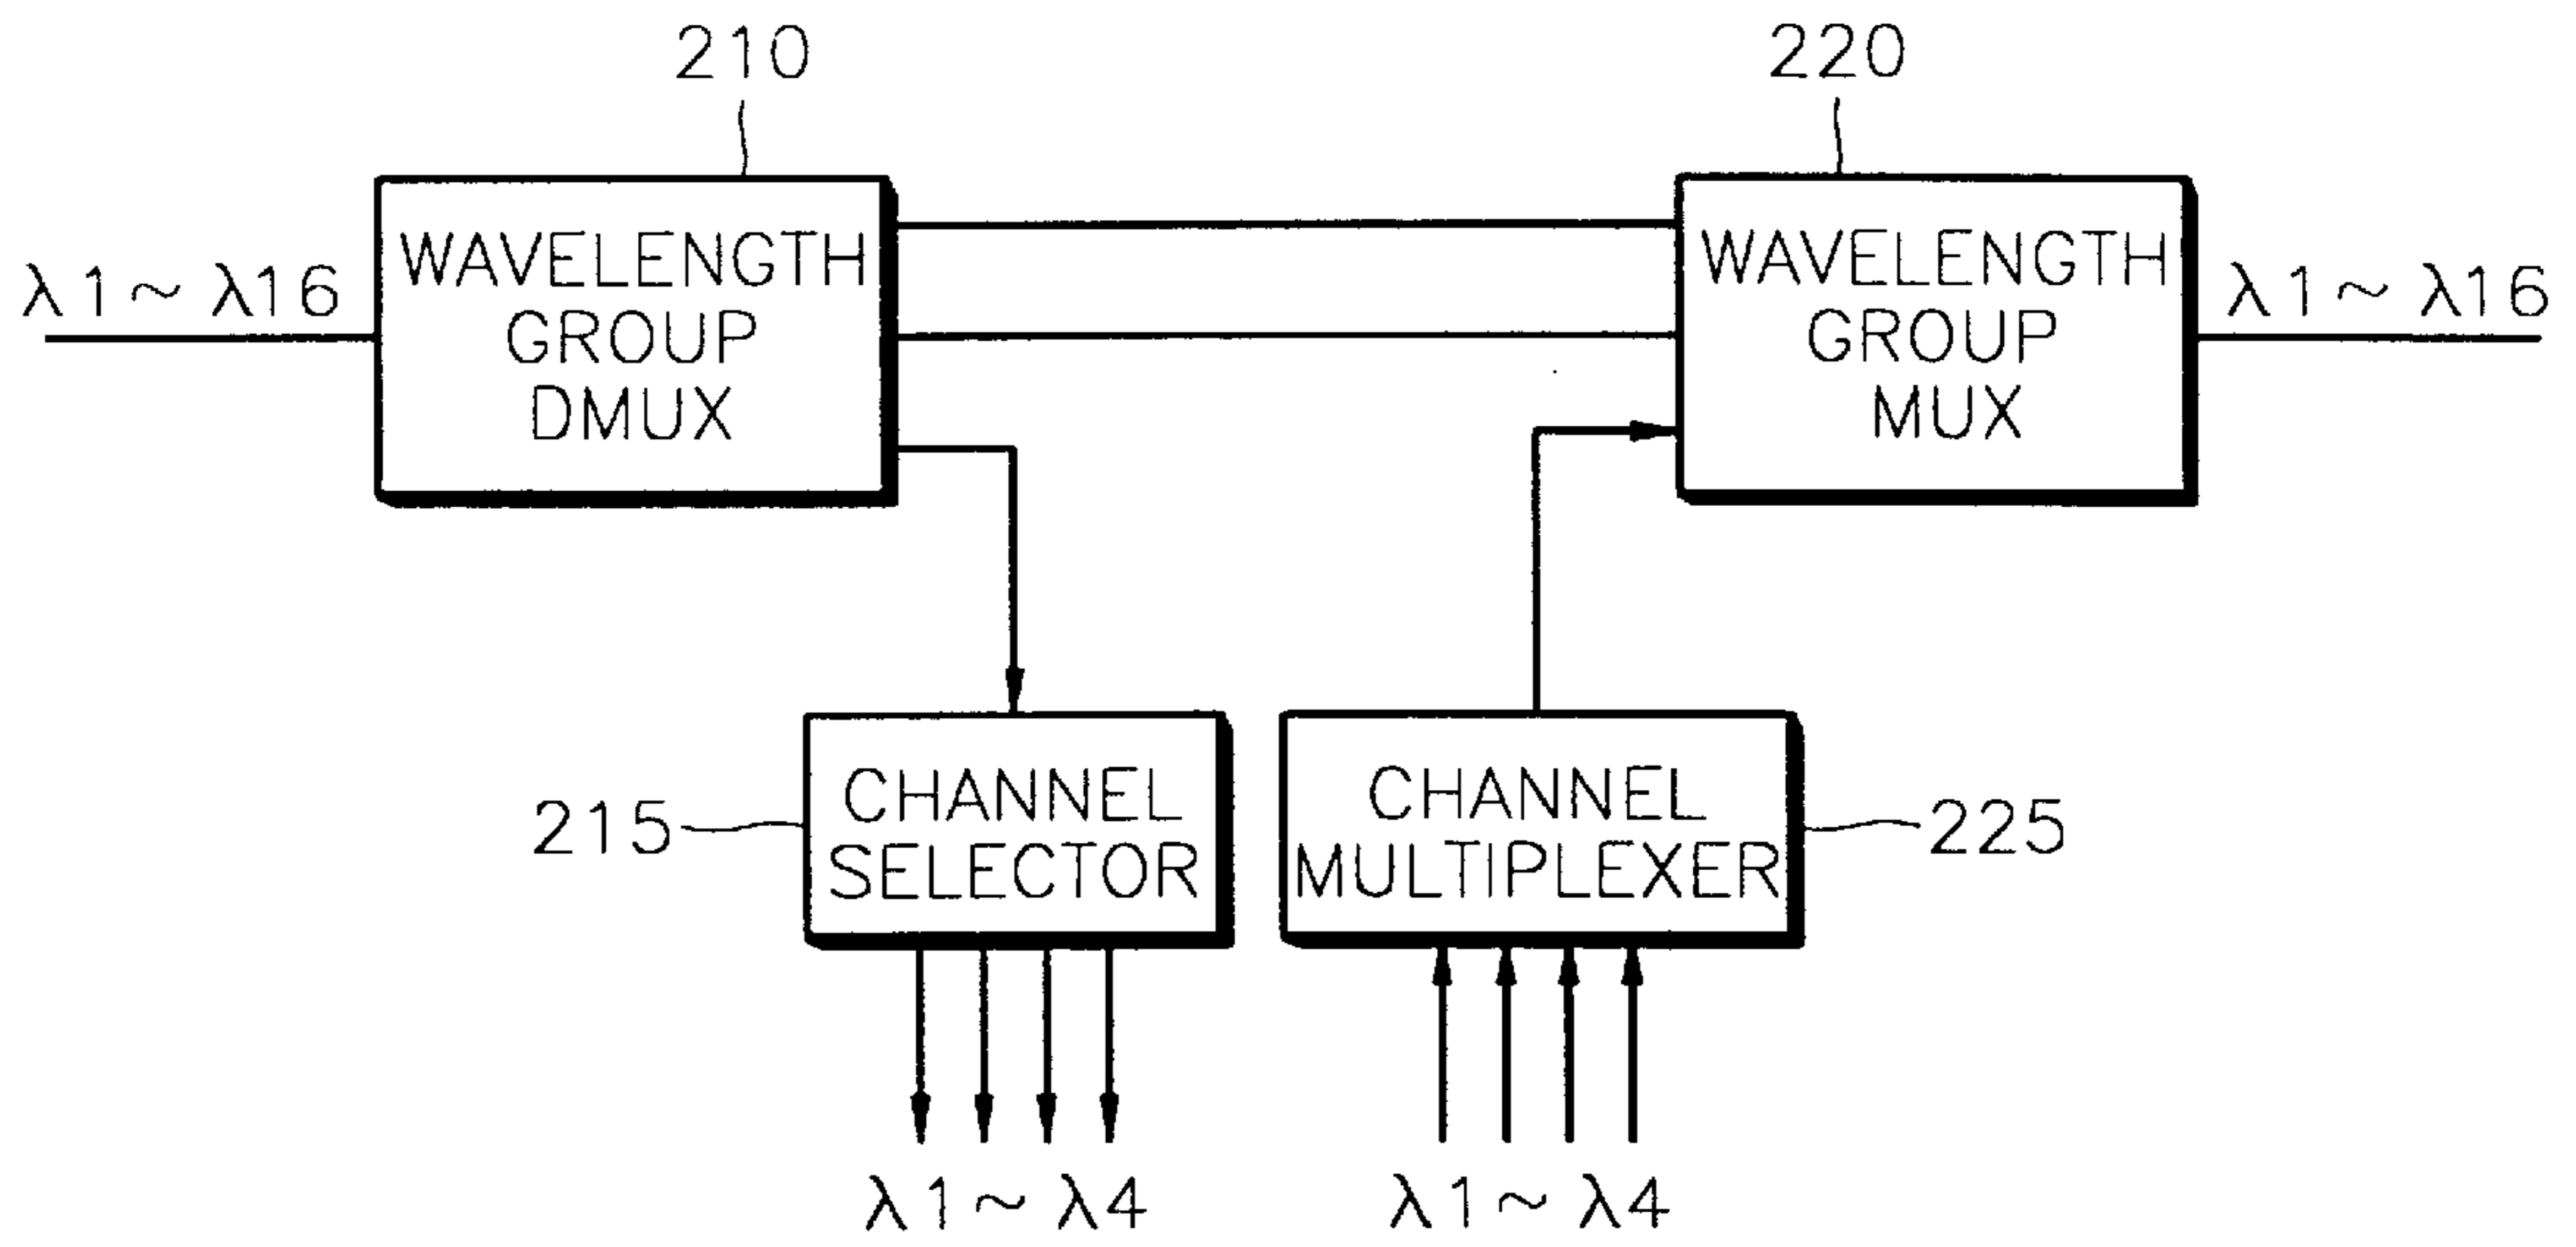 210
220
λ1~ λ16
WAVELENGTH
GROUP
DMUX
WAVELENGTH
GROUP
MUX
λ1~ λ16
215
CHANNEL
SELECTOR
CHANNEL
MULTIPLEXER
225
λ1~ λ4
λ1~ λ4